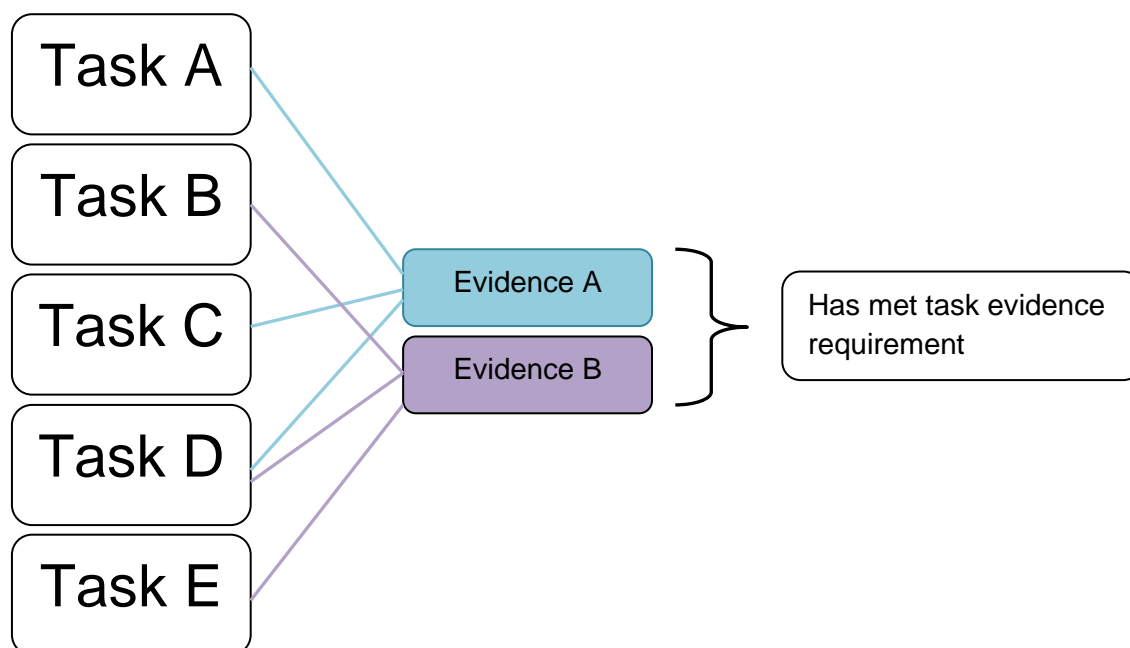 Task A
Task B
Task C
Task D
Task E
Evidence A
Evidence B
Has met task evidence
requirement